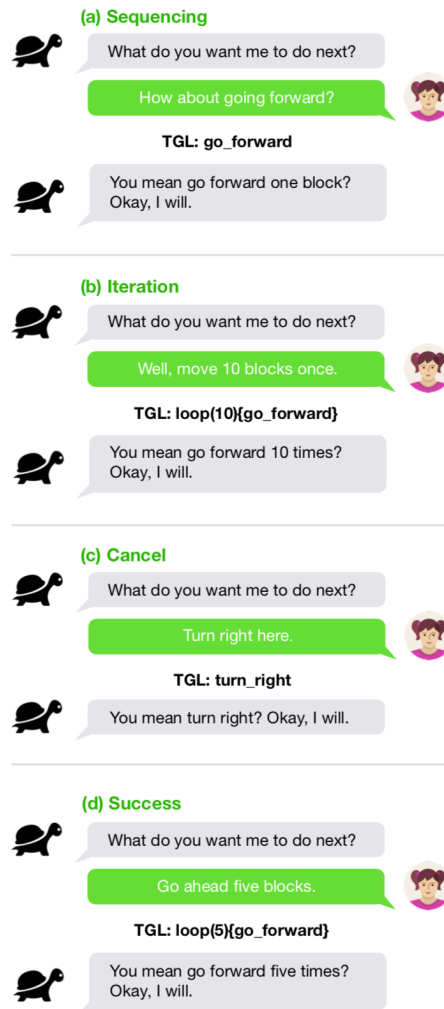 (a) Sequencing
What do you want me to do next?
How about going forward?
TGL: go_forward
You mean go forward one block?
Okay, I will.
(b) Iteration
What do you want me to do next?
Well, move 10 blocks once.
TGL: loop(10){go_forward}
You mean go forward 10 times?
Okay, I will.
(c) Cancel
What do you want me to do next?
Turn right here.
TGL: turn_right
You mean turn right? Okay, I will.
(d) Success
What do you want me to do next?
Go ahead five blocks.
TGL: loop(5){go_forward}
You mean go forward five times?
Okay, I will.